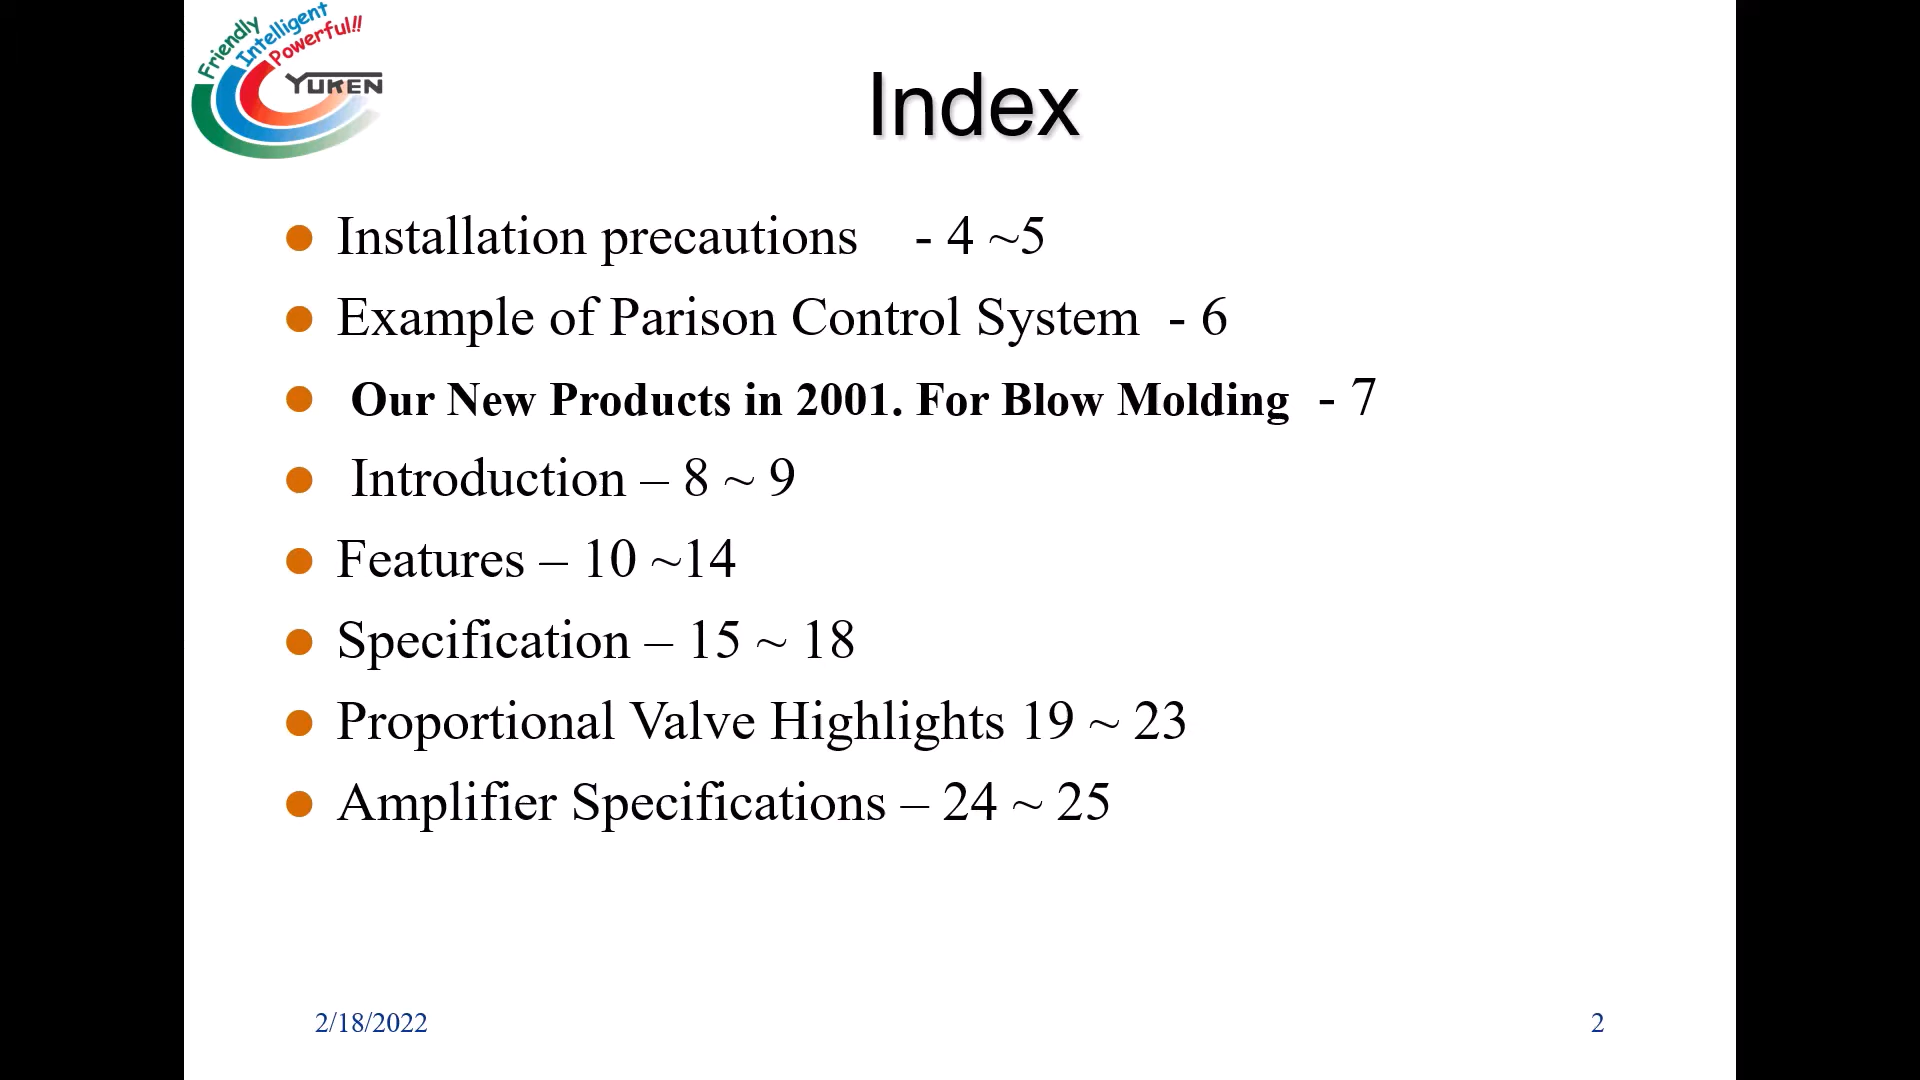 Friendly
Intelligent
Powerful!!
YUKEN
Index
Installation precautions - 4 ~5
Example of Parison Control System - 6
Our New Products in 2001. For Blow Molding - 7
Introduction – 8 ~ 9
Features – 10 ~14
Specification – 15 ~ 18
Proportional Valve Highlights 19 ~ 23
Amplifier Specifications – 24 ~ 25
2/18/2022
2